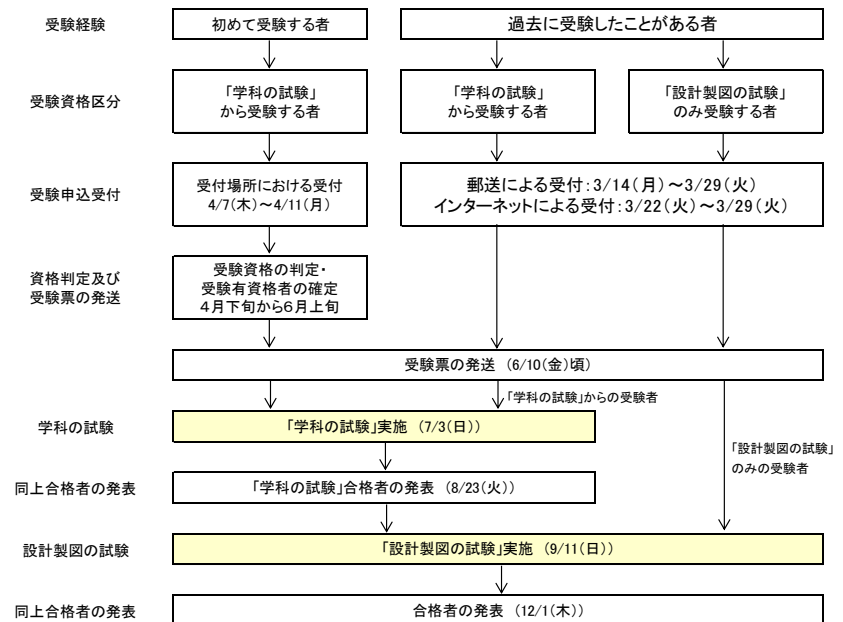 受験経験
初めて受験する者
過去に受験したことがある者
受験資格区分
「学科の試験」
から受験する者
「学科の試験」
から受験する者
「設計製図の試験」
のみ受験する者
受験申込受付
受付場所における受付
4/7(木)～4/11(月)
郵送による受付：3/14(月)～3/29(火)
インターネットによる受付：3/22(火)～3/29(火)
資格判定及び
受験票の発送
受験資格の判定・
受験有資格者の確定
４月下旬から６月上旬
受験票の発送 (6/10(金)頃)
「学科の試験」からの受験者
学科の試験
「学科の試験」実施 (7/3(日))
「設計製図の試験」
のみの受験者
同上合格者の発表
「学科の試験」合格者の発表 (8/23(火))
設計製図の試験
「設計製図の試験」実施 (9/11(日))
同上合格者の発表
合格者の発表 (12/1(木))